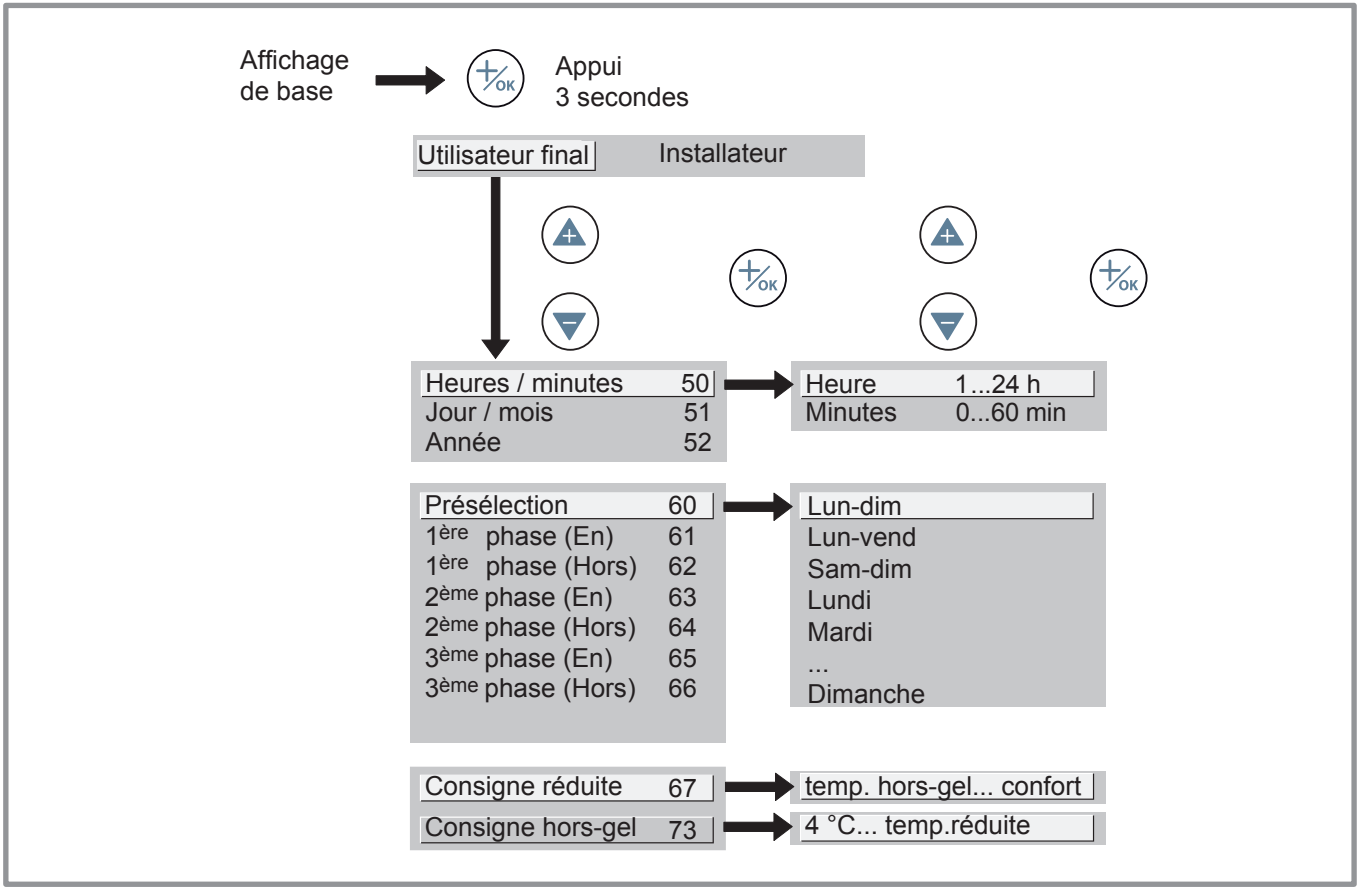 Affichage
de base
+/OK
Appui
3 secondes
Utilisateur final Installateur
+ +
+/OK +/OK
− −
Heures / minutes 50 Heure 1...24 h
Jour / mois 51 Minutes 0...60 min
Année 52
Présélection 60 Lun-dim
1ère phase (En) 61 Lun-vend
1ère phase (Hors) 62 Sam-dim
2ème phase (En) 63 Lundi
2ème phase (Hors) 64 Mardi
3ème phase (En) 65 ...
3ème phase (Hors) 66 Dimanche
Consigne réduite 67 temp. hors-gel... confort
Consigne hors-gel 73 4 °C... temp.réduite